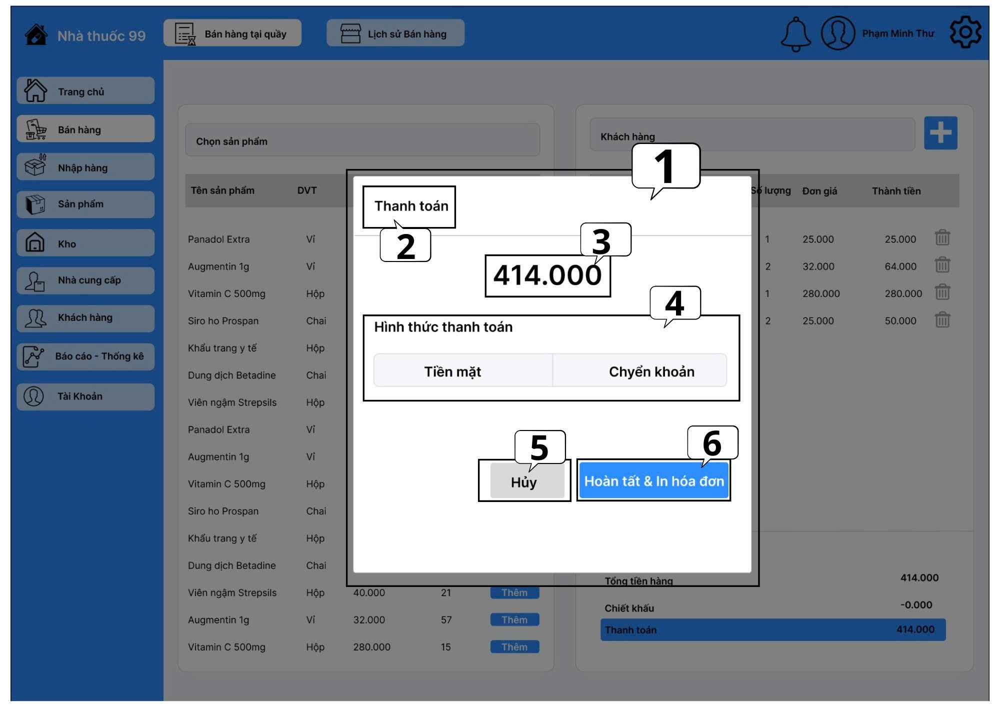 Nhà thuốc 99
Bán hàng tại quầy
Lịch sử Bán hàng
Phạm Minh Thư
Trang chủ
Bán hàng
Nhập hàng
Sản phẩm
Kho
Nhà cung cấp
Khách hàng
Báo cáo - Thống kê
Tài Khoản
Chọn sản phẩm
Tên sản phẩm DVT
Panadol Extra Vỉ
Augmentin 1g Vỉ
Vitamin C 500mg Hộp
Siro ho Prospan Chai
Khẩu trang y tế Hộp
Dung dịch Betadine Chai
Viên ngậm Strepsils Hộp
Panadol Extra Vỉ
Augmentin 1g Vỉ
Vitamin C 500mg Hộp
Siro ho Prospan Chai
Khẩu trang y tế Hộp
Dung dịch Betadine Chai
Viên ngậm Strepsils Hộp 40.000 21 Thêm
Augmentin 1g Vỉ 32.000 57 Thêm
Vitamin C 500mg Hộp 280.000 15 Thêm
1
Thanh toán
2
3
414.000
4
Hình thức thanh toán
Tiền mặt Chyển khoản
5
6
Hủy Hoàn tất & In hóa đơn
Khách hàng
Số lượng Đơn giá Thành tiền
1 25.000 25.000
2 32.000 64.000
1 280.000 280.000
2 25.000 50.000
Tổng tiền hàng 414.000
Chiết khấu -0.000
Thanh toán 414.000